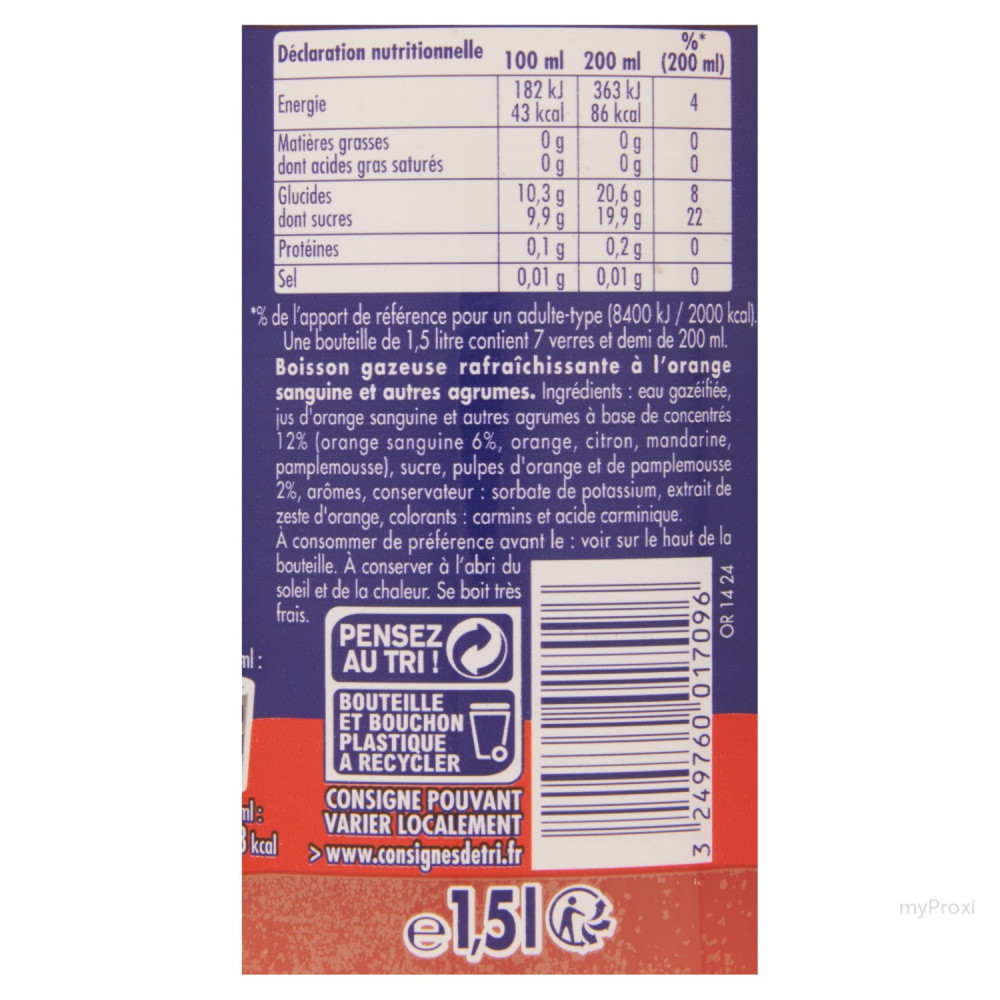 Déclaration nutritionnelle 100 ml 200 ml %* (200 ml)
Energie 182 kJ 43 kcal 363 kJ 86 kcal 4
Matières grasses 0 g 0 g 0
dont acides gras saturés 0 g 0 g 0
Glucides 10,3 g 20,6 g 8
dont sucres 9,9 g 19,9 g 22
Protéines 0,1 g 0,2 g 0
Sel 0,01 g 0,01 g 0
*% de l'apport de référence pour un adulte-type (8400 kJ / 2000 kcal).
Une bouteille de 1,5 litre contient 7 verres et demi de 200 ml.
Boisson gazeuse rafraîchissante à l'orange
sanguine et autres agrumes. Ingrédients : eau gazéifiée,
jus d'orange sanguine et autres agrumes à base de concentrés
12% (orange sanguine 6%, orange, citron, mandarine,
pamplemousse), sucre, pulpes d'orange et de pamplemousse
2%, arômes, conservateur : sorbate de potassium, extrait de
zeste d'orange, colorants : carmins et acide carminique.
À consommer de préférence avant le : voir sur le haut de la
bouteille. À conserver à l'abri du
soleil et de la chaleur. Se boit très
frais.
PENSEZ
AU TRI !
BOUTEILLE
ET BOUCHON
PLASTIQUE
A RECYCLER
CONSIGNE POUVANT
VARIER LOCALEMENT
> www.consignesdetri.fr
OR 14 24
3 249760 017096
ml :
ml :
kcal
e 1,5l
myProxi